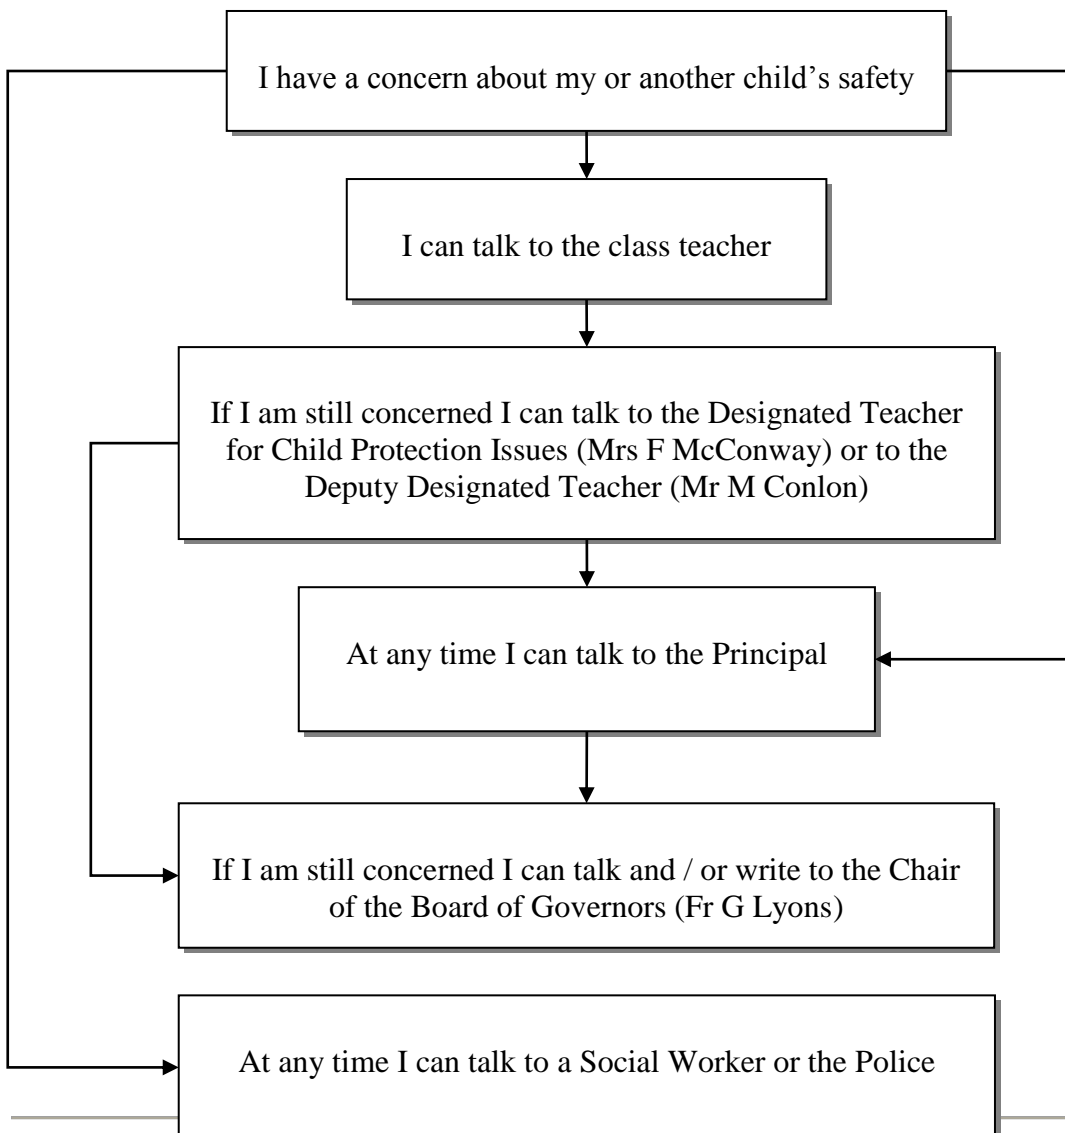 I have a concern about my or another child’s safety
I can talk to the class teacher
If I am still concerned I can talk to the Designated Teacher
for Child Protection Issues (Mrs F McConway) or to the
Deputy Designated Teacher (Mr M Conlon)
At any time I can talk to the Principal
If I am still concerned I can talk and / or write to the Chair
of the Board of Governors (Fr G Lyons)
At any time I can talk to a Social Worker or the Police